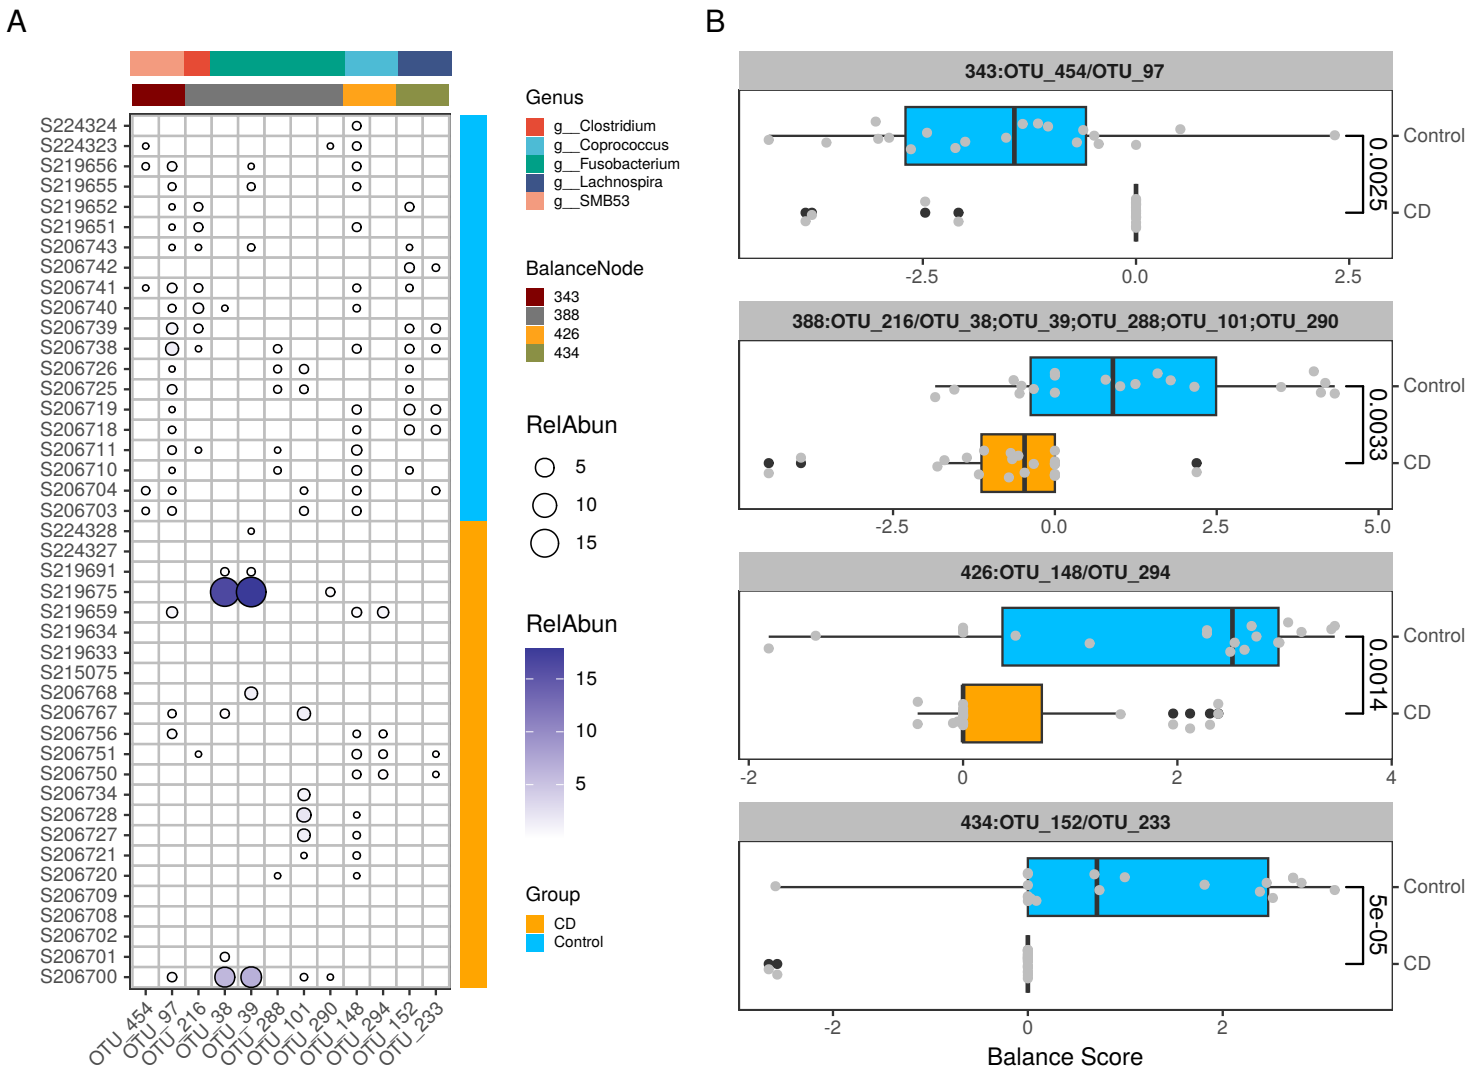 A
S224324
S224323
S219656
S219655
S219652
S219651
S206743
S206742
S206741
S206740
S206739
S206738
S206726
S206725
S206719
S206718
S206711
S206710
S206704
S206703
S224328
S224327
S219691
S219675
S219659
S219634
S219633
S215075
S206768
S206767
S206756
S206751
S206750
S206734
S206728
S206727
S206721
S206720
S206709
S206708
S206702
S206701
S206700
OTU_454
OTU_97
OTU_216
OTU_38
OTU_39
OTU_288
OTU_101
OTU_290
OTU_148
OTU_294
OTU_152
OTU_233
Genus
g__Clostridium
g__Coprococcus
g__Fusobacterium
g__Lachnospira
g__SMB53
BalanceNode
343
388
426
434
RelAbun
5
10
15
RelAbun
15
10
5
Group
CD
Control
B
343:OTU_454/OTU_97
Control
CD
0.0025
-2.5 0.0 2.5
388:OTU_216/OTU_38;OTU_39;OTU_288;OTU_101;OTU_290
Control
CD
0.0033
-2.5 0.0 2.5 5.0
426:OTU_148/OTU_294
Control
CD
0.0014
-2 0 2 4
434:OTU_152/OTU_233
Control
CD
5e-05
-2 0 2
Balance Score